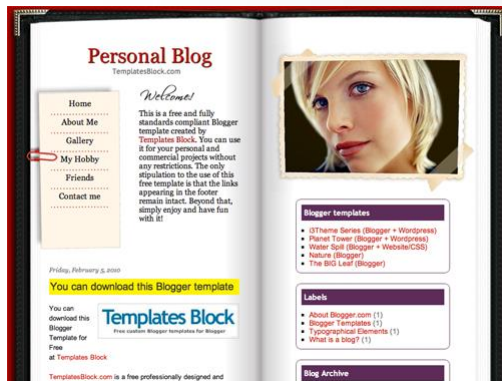 Personal Blog
TemplatesBlock.com
Home
About Me
Gallery
My Hobby
Friends
Contact me
Welcome!
This is a free and fully
standards compliant Blogger
template created by
Templates Block. You can use
it for your personal and
commercial projects without
any restrictions. The only
stipulation to the use of this
free template is that the links
appearing in the footer
remain intact. Beyond that,
simply enjoy and have fun
with it!
Friday, February 5, 2010
You can download this Blogger template
You can
download this
Blogger
Template for
Free
at Templates Block
Templates Block
Free custom Blogger templates for Blogger
TemplatesBlock.com is a free professionally designed and
Blogger templates
i3Theme Series (Blogger + Wordpress)
Planet Tower (Blogger + Wordpress)
Water Spill (Blogger + Website/CSS)
Nature (Blogger)
The BIG Leaf (Blogger)
Labels
About Blogger.com (1)
Blogger Templates (1)
Typographical Elements (1)
What is a blog? (1)
Blog Archive